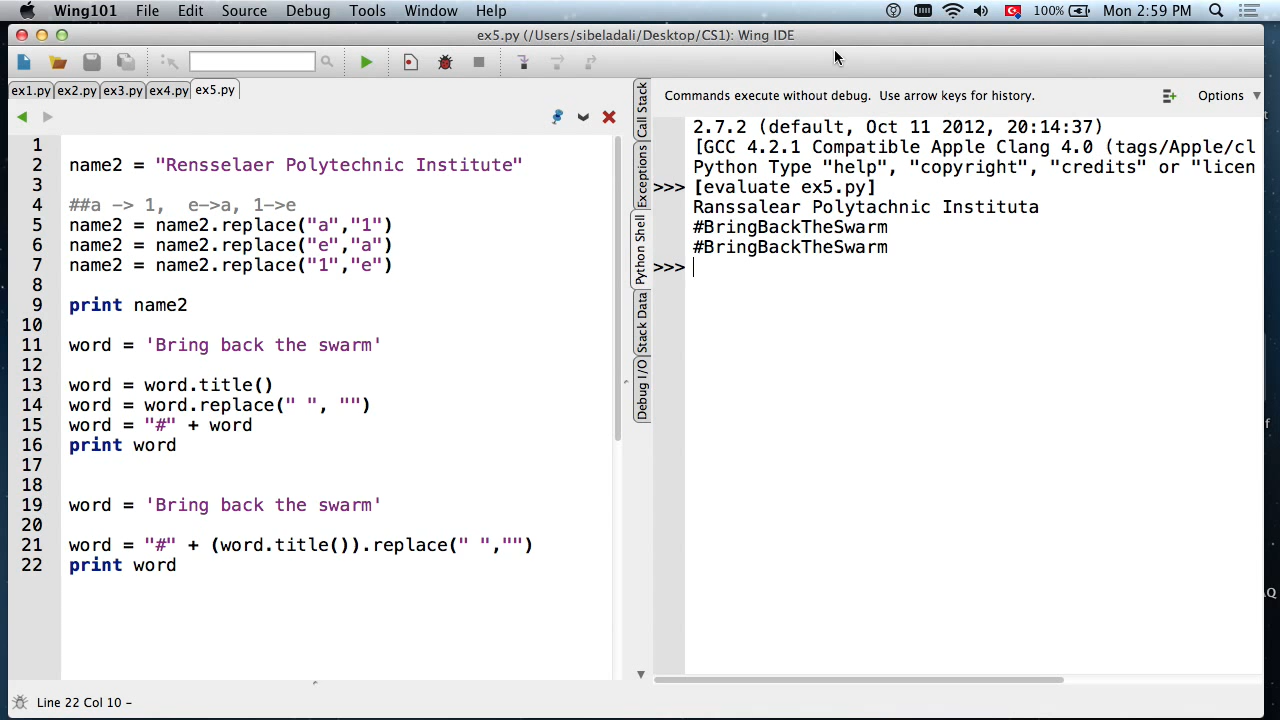 Wing101 File Edit Source Debug Tools Window Help 100% Mon 2:59 PM
ex5.py (/Users/sibeladali/Desktop/CS1): Wing IDE
ex1.py ex2.py ex3.py ex4.py ex5.py
1
2 name2 = "Rensselaer Polytechnic Institute"
3
4 ##a -> 1,  e->a, 1->e
5 name2 = name2.replace("a","1")
6 name2 = name2.replace("e","a")
7 name2 = name2.replace("1","e")
8
9 print name2
10
11 word = 'Bring back the swarm'
12
13 word = word.title()
14 word = word.replace(" ", "")
15 word = "#" + word
16 print word
17
18
19 word = 'Bring back the swarm'
20
21 word = "#" + (word.title()).replace(" ","")
22 print word
Line 22 Col 10 –
Call Stack
Exceptions
Python Shell
Stack Data
Debug I/O
Commands execute without debug.  Use arrow keys for history.
Options
2.7.2 (default, Oct 11 2012, 20:14:37)
[GCC 4.2.1 Compatible Apple Clang 4.0 (tags/Apple/cl
Python Type "help", "copyright", "credits" or "licen
>>> [evaluate ex5.py]
Ranssalear Polytachnic Instituta
#BringBackTheSwarm
#BringBackTheSwarm
>>>